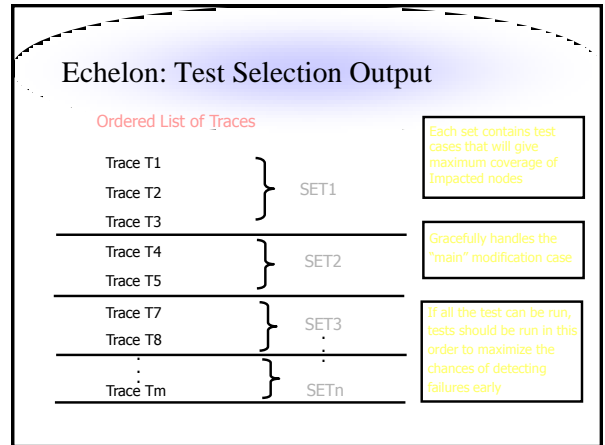 Echelon: Test Selection Output
Ordered List of Traces
Trace T1
Trace T2
Trace T3
SET1
Trace T4
Trace T5
SET2
Trace T7
Trace T8
SET3
Trace Tm
SETn
Each set contains test
cases that will give
maximum coverage of
Impacted nodes
Gracefully handles the
"main" modification case
If all the test can be run,
tests should be run in this
order to maximize the
chances of detecting
failures early